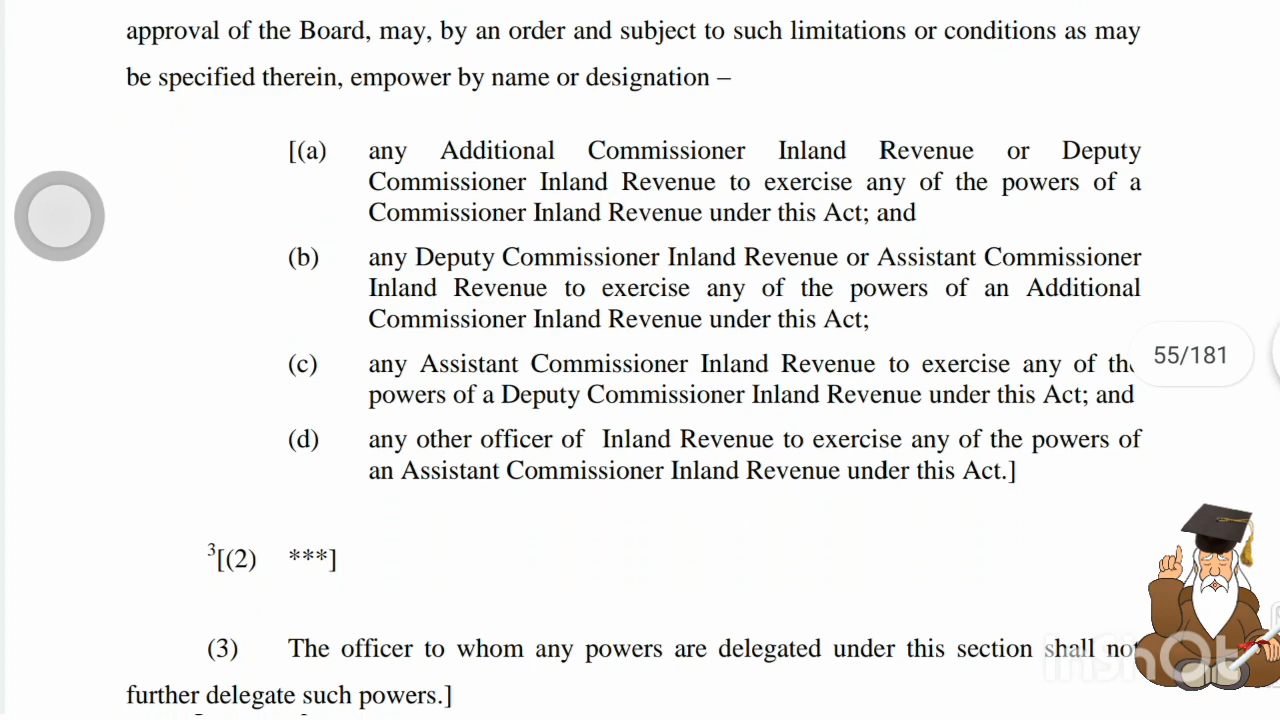 approval of the Board, may, by an order and subject to such limitations or conditions as may
be specified therein, empower by name or designation –
[(a) any Additional Commissioner Inland Revenue or Deputy
Commissioner Inland Revenue to exercise any of the powers of a
Commissioner Inland Revenue under this Act; and
(b) any Deputy Commissioner Inland Revenue or Assistant Commissioner
Inland Revenue to exercise any of the powers of an Additional
Commissioner Inland Revenue under this Act;
(c) any Assistant Commissioner Inland Revenue to exercise any of the
powers of a Deputy Commissioner Inland Revenue under this Act; and
55/181
(d) any other officer of Inland Revenue to exercise any of the powers of
an Assistant Commissioner Inland Revenue under this Act.]
3[(2) ***]
(3) The officer to whom any powers are delegated under this section shall not
further delegate such powers.]
InShOt